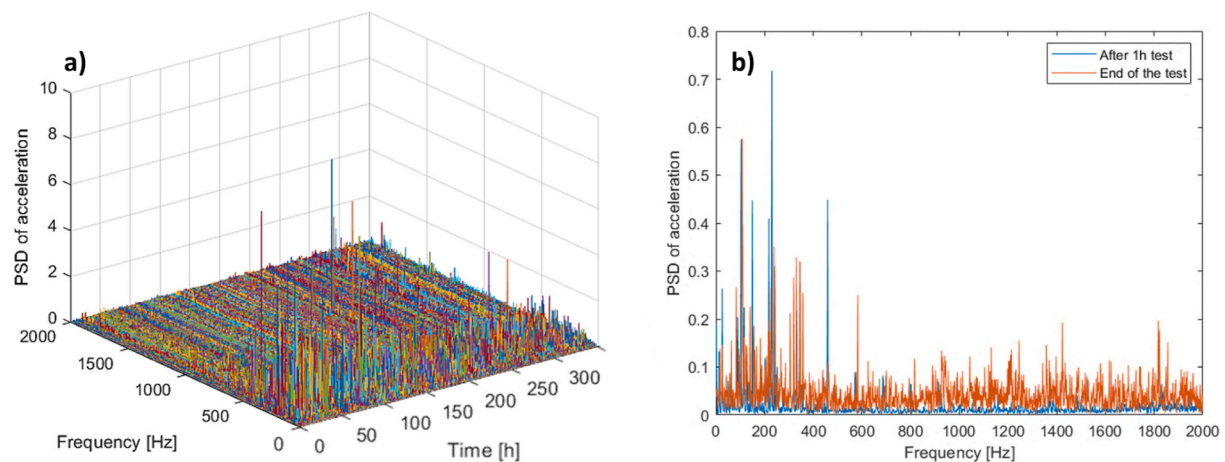 a)
PSD of acceleration
10
8
6
4
2
0
2000
1500
1000
500
0
Frequency [Hz]
0
50
100
150
200
250
300
Time [h]
b)
After 1h test
End of the test
PSD of acceleration
0.8
0.7
0.6
0.5
0.4
0.3
0.2
0.1
0
0 200 400 600 800 1000 1200 1400 1600 1800 2000
Frequency [Hz]